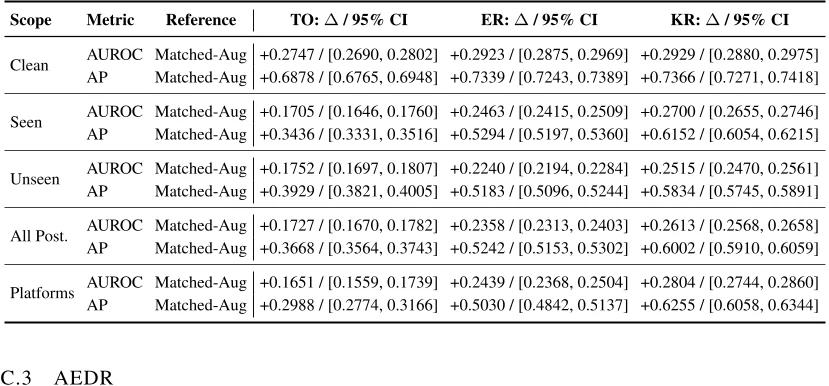 Scope Metric Reference TO: △ / 95% CI ER: △ / 95% CI KR: △ / 95% CI
Clean AUROC Matched-Aug +0.2747 / [0.2690, 0.2802] +0.2923 / [0.2875, 0.2969] +0.2929 / [0.2880, 0.2975]
AP Matched-Aug +0.6878 / [0.6765, 0.6948] +0.7339 / [0.7243, 0.7389] +0.7366 / [0.7271, 0.7418]
Seen AUROC Matched-Aug +0.1705 / [0.1646, 0.1760] +0.2463 / [0.2415, 0.2509] +0.2700 / [0.2655, 0.2746]
AP Matched-Aug +0.3436 / [0.3331, 0.3516] +0.5294 / [0.5197, 0.5360] +0.6152 / [0.6054, 0.6215]
Unseen AUROC Matched-Aug +0.1752 / [0.1697, 0.1807] +0.2240 / [0.2194, 0.2284] +0.2515 / [0.2470, 0.2561]
AP Matched-Aug +0.3929 / [0.3821, 0.4005] +0.5183 / [0.5096, 0.5244] +0.5834 / [0.5745, 0.5891]
All Post. AUROC Matched-Aug +0.1727 / [0.1670, 0.1782] +0.2358 / [0.2313, 0.2403] +0.2613 / [0.2568, 0.2658]
AP Matched-Aug +0.3668 / [0.3564, 0.3743] +0.5242 / [0.5153, 0.5302] +0.6002 / [0.5910, 0.6059]
Platforms AUROC Matched-Aug +0.1651 / [0.1559, 0.1739] +0.2439 / [0.2368, 0.2504] +0.2804 / [0.2744, 0.2860]
AP Matched-Aug +0.2988 / [0.2774, 0.3166] +0.5030 / [0.4842, 0.5137] +0.6255 / [0.6058, 0.6344]
C.3 AEDR